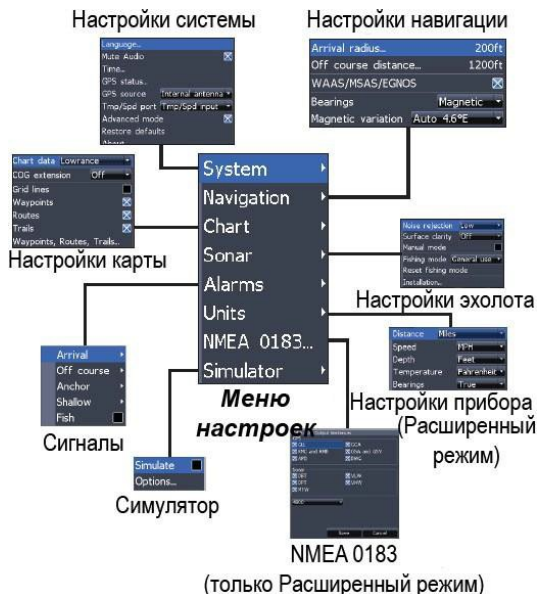 Настройки системы
Language...
Mute Audio
Time...
GPS status...
GPS source Internal antenna
Tmp/Spd port Tmp/Spd input
Advanced mode
Restore defaults
About...
Настройки навигации
Arrival radius... 200ft
Off course distance... 1200ft
WAAS/MSAS/EGNOS
Bearings Magnetic
Magnetic variation Auto 4.6°E
Chart data Lowrance
COG extension Off
Grid lines
Waypoints
Routes
Trails
Waypoints, Routes, Trails..
Настройки карты
System
Navigation
Chart
Sonar
Alarms
Units
NMEA 0183...
Simulator
Меню
настроек
Noise rejection Low
Surface clarity Off
Manual mode
Fishing mode General use
Reset fishing mode
Installation...
Настройки эхолота
Distance Miles
Speed MPH
Depth Feet
Temperature Fahrenheit
Bearings True
Настройки прибора
(Расширенный
режим)
Arrival
Off course
Anchor
Shallow
Fish
Сигналы
Simulate
Options...
Симулятор
NMEA 0183
(только Расширенный режим)